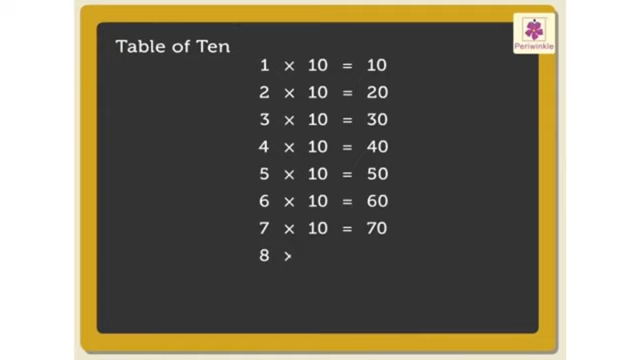 Table of Ten
Periwinkle
1 × 10 = 10
2 × 10 = 20
3 × 10 = 30
4 × 10 = 40
5 × 10 = 50
6 × 10 = 60
7 × 10 = 70
8 ×